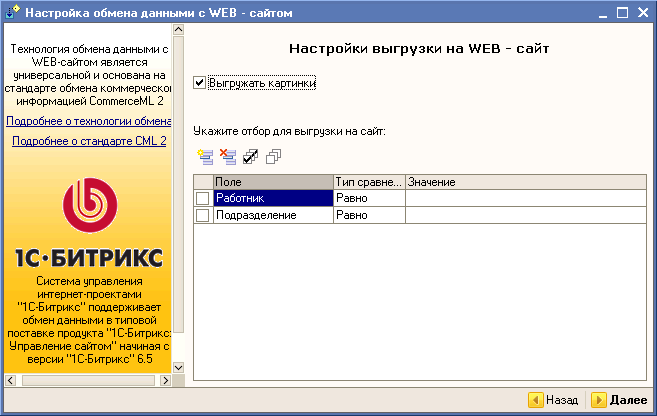 Настройка обмена данными с WEB - сайтом
Технология обмена данными с
WEB-сайтом является
универсальной и основана на
стандарте обмена коммерческой
информацией CommerceML 2
Подробнее о технологии обмена
Подробнее о стандарте CML 2
1С·БИТРИКС
Система управления
интернет-проектами
"1С-Битрикс" поддерживает
обмен данными в типовой
поставке продукта "1С-Битрикс:
Управление сайтом" начиная с
версии "1С-Битрикс" 6.5
Настройки выгрузки на WEB - сайт
Выгружать картинки
Укажите отбор для выгрузки на сайт:
Поле Тип сравне... Значение
Работник Равно
Подразделение Равно
Назад Далее